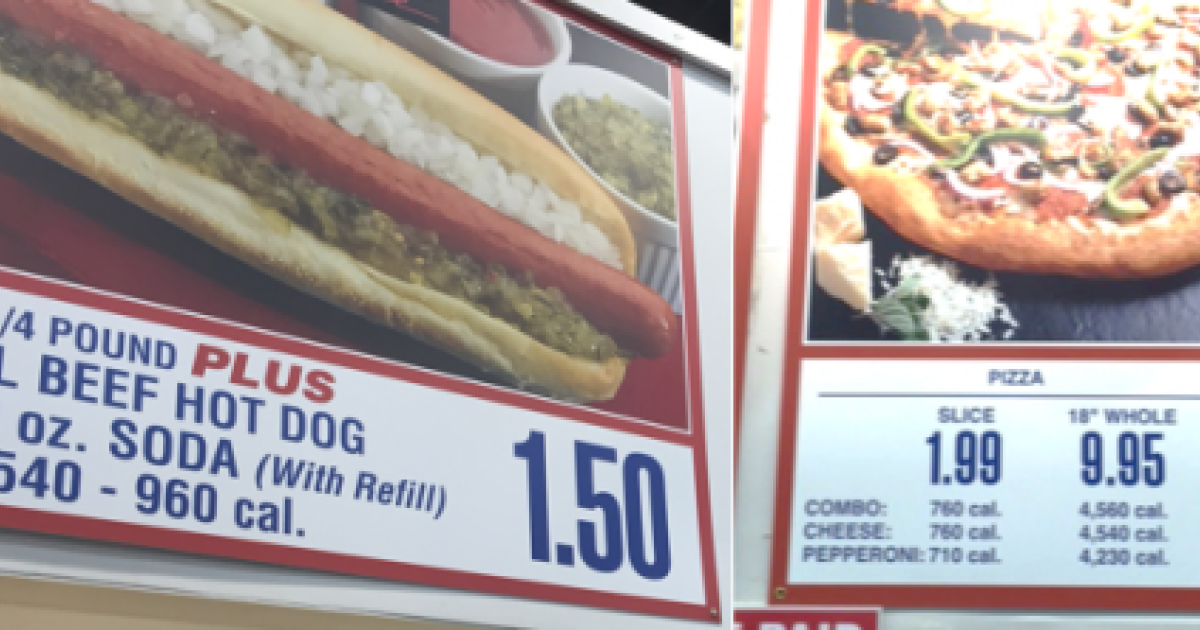 /4 POUND PLUS
L BEEF HOT DOG
oz. SODA (With Refill)
540 - 960 cal.
1.50
PIZZA
SLICE 18" WHOLE
1.99 9.95
COMBO: 760 cal. 4,560 cal.
CHEESE: 760 cal. 4,540 cal.
PEPPERONI: 710 cal. 4,230 cal.